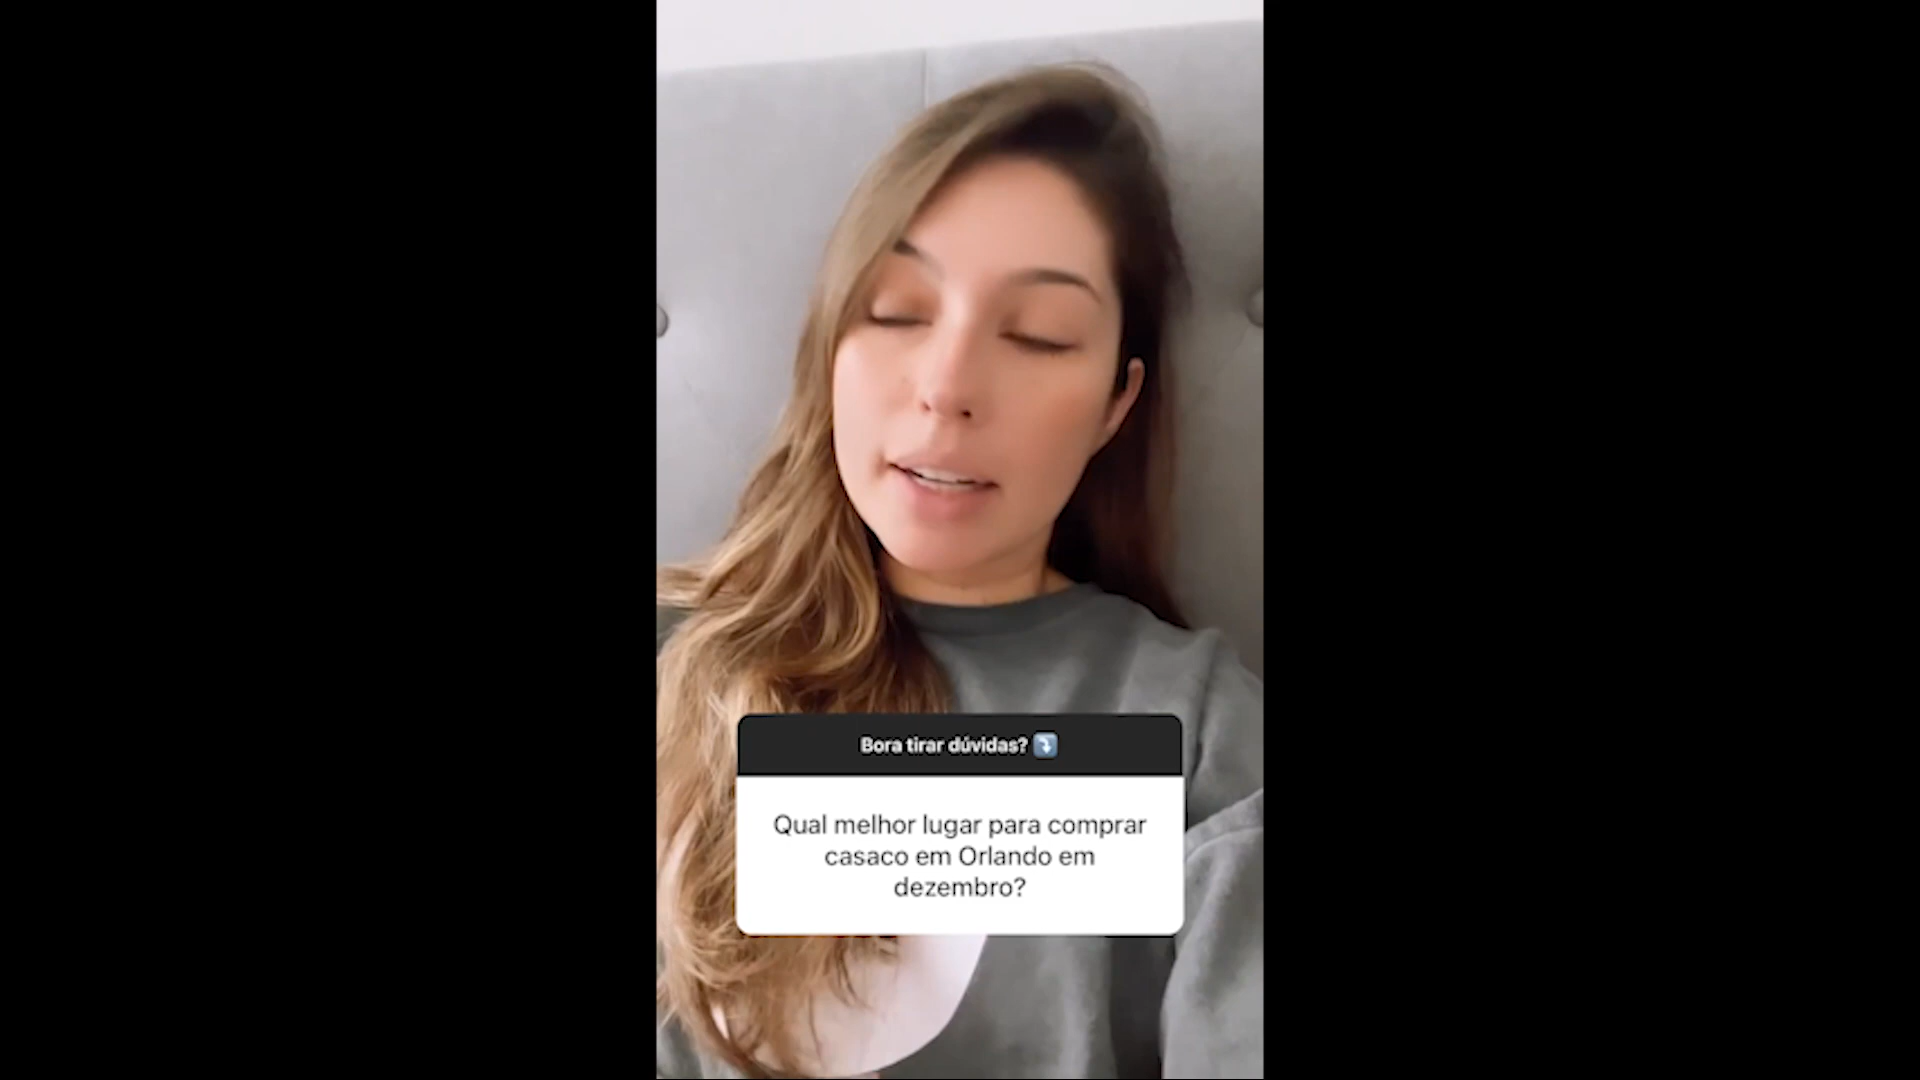 Bora tirar dúvidas? ⤵️
Qual melhor lugar para comprar
casaco em Orlando em
dezembro?